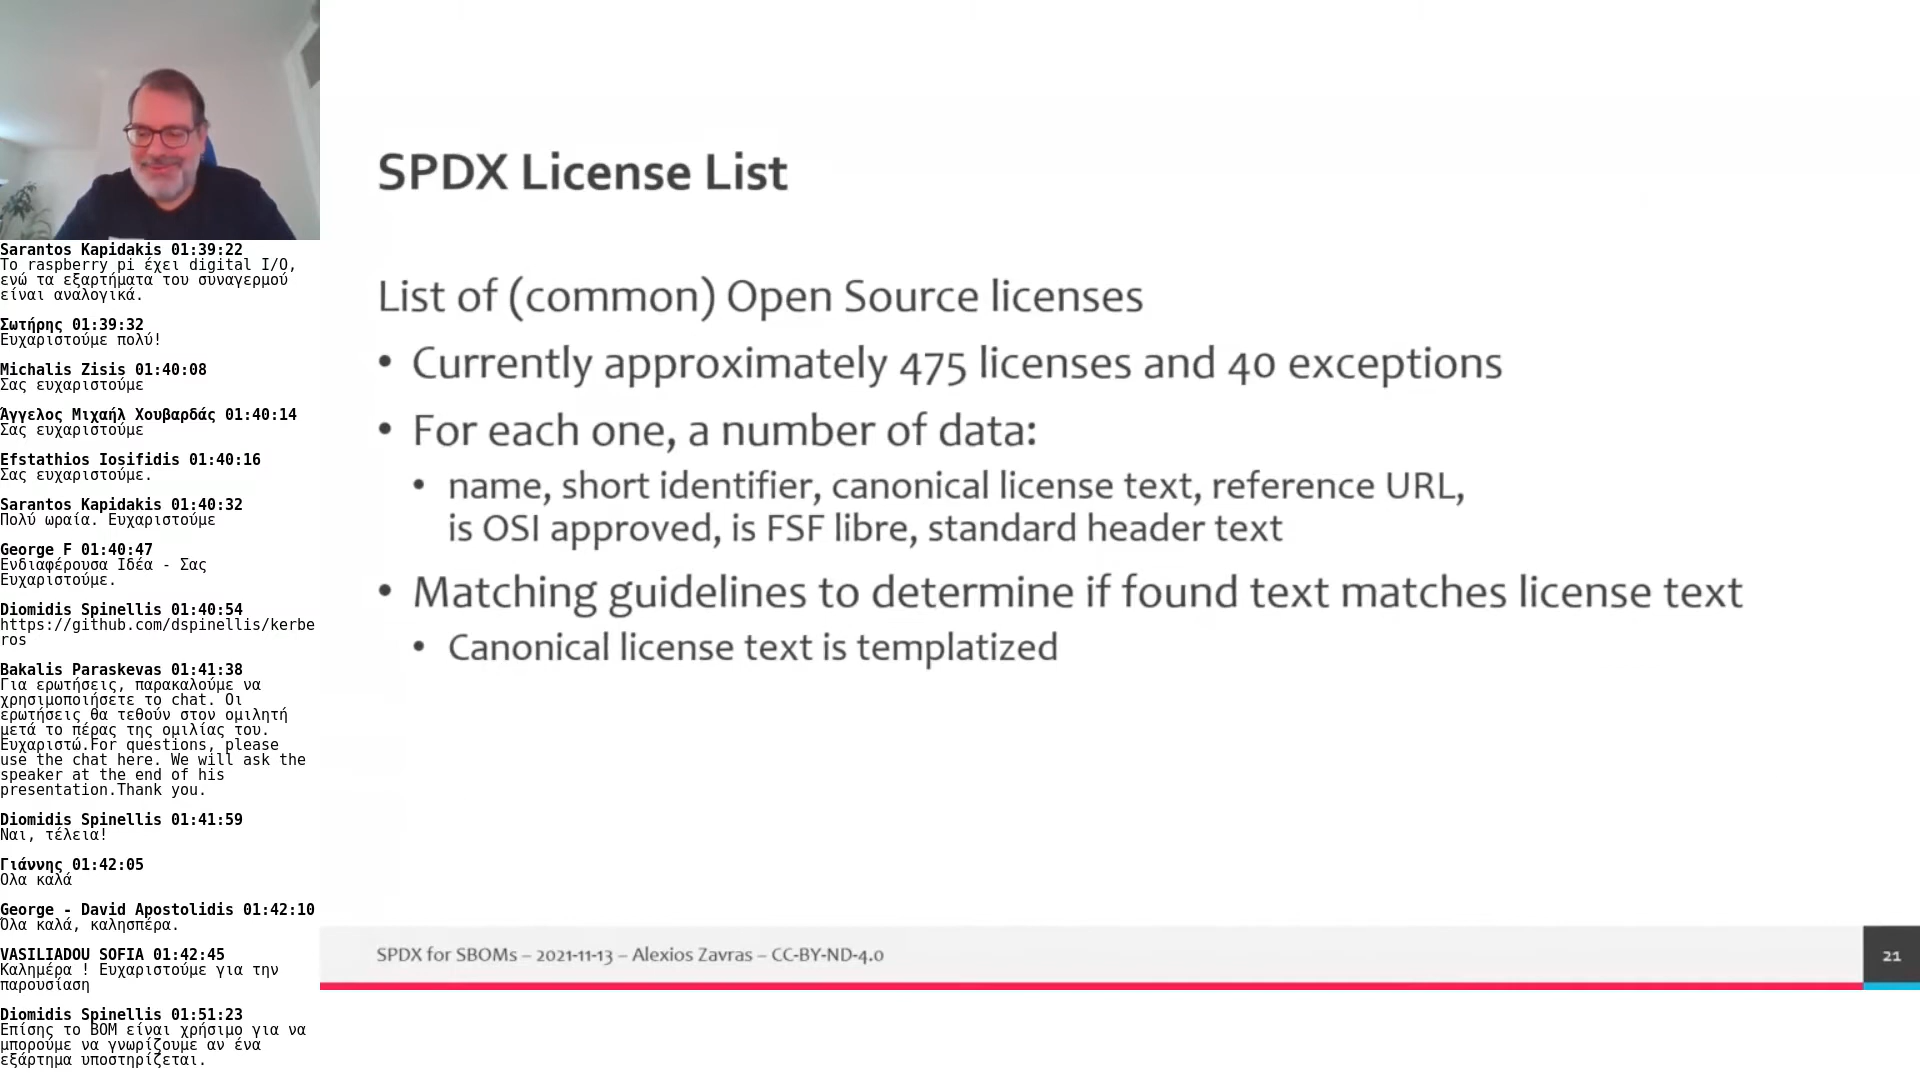 Sarantos Kapidakis 01:39:22
Το raspberry pi έχει digital I/O,
ενώ τα εξαρτήματα του συναγερμού
είναι αναλογικά.
Σωτήρης 01:39:32
Ευχαριστούμε πολύ!
Michalis Zisis 01:40:08
Σας ευχαριστούμε
Άγγελος Μιχαήλ Χουβαρδάς 01:40:14
Σας ευχαριστούμε
Efstathios Iosifidis 01:40:16
Σας ευχαριστούμε.
Sarantos Kapidakis 01:40:32
Πολύ ωραία. Ευχαριστούμε
George F 01:40:47
Ενδιαφέρουσα Ιδέα - Σας
Ευχαριστούμε.
Diomidis Spinellis 01:40:54
https://github.com/dspinellis/kerbe
ros
Bakalis Paraskevas 01:41:38
Για ερωτήσεις, παρακαλούμε να
χρησιμοποιήσετε το chat. Οι
ερωτήσεις θα τεθούν στον ομιλητή
μετά το πέρας της ομιλίας του.
Ευχαριστώ.For questions, please
use the chat here. We will ask the
speaker at the end of his
presentation.Thank you.
Diomidis Spinellis 01:41:59
Ναι, τέλεια!
Γιάννης 01:42:05
Ολα καλά
George - David Apostolidis 01:42:10
Όλα καλά, καλησπέρα.
VASILIADOU SOFIA 01:42:45
Καλημέρα ! Ευχαριστούμε για την
παρουσίαση
Diomidis Spinellis 01:51:23
Επίσης το BOM είναι χρήσιμο για να
μπορούμε να γνωρίζουμε αν ένα
εξάρτημα υποστηρίζεται.
SPDX License List
List of (common) Open Source licenses
• Currently approximately 475 licenses and 40 exceptions
• For each one, a number of data:
• name, short identifier, canonical license text, reference URL,
is OSI approved, is FSF libre, standard header text
• Matching guidelines to determine if found text matches license text
• Canonical license text is templatized
SPDX for SBOMs – 2021-11-13 – Alexios Zavras – CC-BY-ND-4.0
21